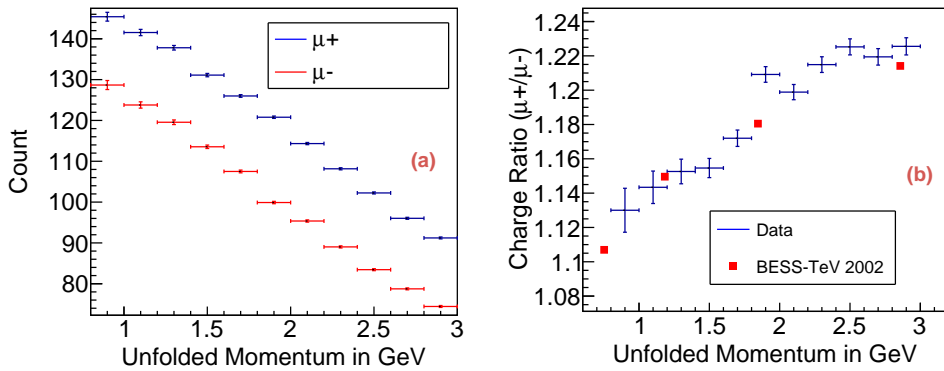 Count
140
130
120
110
100
90
80
1
1.5
2
2.5
3
Unfolded Momentum in GeV
μ+
μ-
(a)
Charge Ratio (μ+/μ-)
1.24
1.22
1.2
1.18
1.16
1.14
1.12
1.1
1.08
1
1.5
2
2.5
3
Unfolded Momentum in GeV
(b)
Data
BESS-TeV 2002